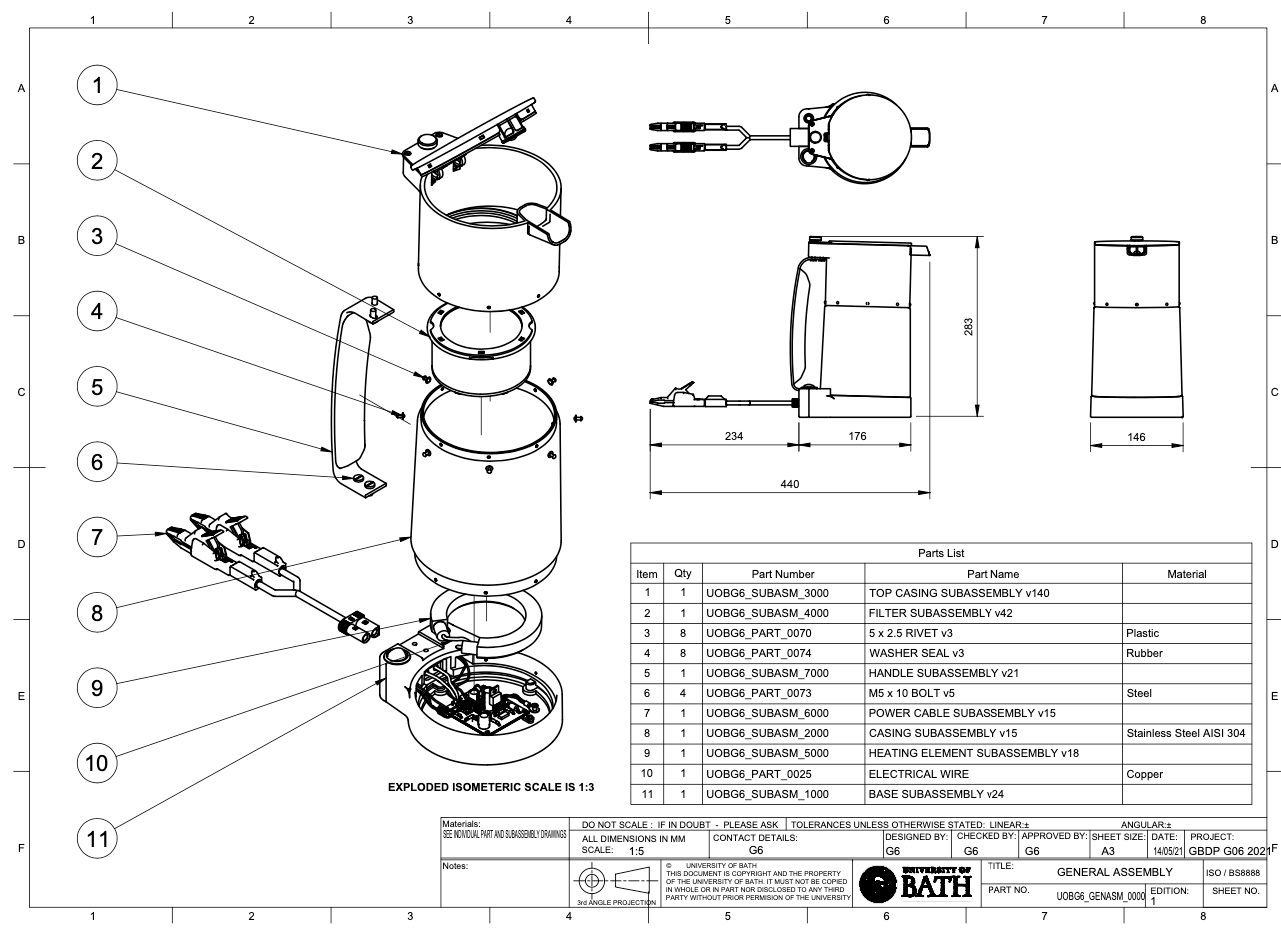 1 2 3 4 5 6 7 8
A A
B B
C C
D D
E E
F F
1
2
3
4
5
6
7
8
9
10
11
EXPLODED ISOMETERIC SCALE IS 1:3
283
234 176
440
146
Parts List
Item Qty Part Number Part Name Material
1 1 UOBG6_SUBASM_3000 TOP CASING SUBASSEMBLY v140
2 1 UOBG6_SUBASM_4000 FILTER SUBASSEMBLY v42
3 8 UOBG6_PART_0070 5 x 2.5 RIVET v3 Plastic
4 8 UOBG6_PART_0074 WASHER SEAL v3 Rubber
5 1 UOBG6_SUBASM_7000 HANDLE SUBASSEMBLY v21
6 4 UOBG6_PART_0073 M5 x 10 BOLT v5 Steel
7 1 UOBG6_SUBASM_6000 POWER CABLE SUBASSEMBLY v15
8 1 UOBG6_SUBASM_2000 CASING SUBASSEMBLY v15 Stainless Steel AISI 304
9 1 UOBG6_SUBASM_5000 HEATING ELEMENT SUBASSEMBLY v18
10 1 UOBG6_PART_0025 ELECTRICAL WIRE Copper
11 1 UOBG6_SUBASM_1000 BASE SUBASSEMBLY v24
Materials:
SEE INDIVIDUAL PART AND SUBASSEMBLY DRAWINGS
DO NOT SCALE : IF IN DOUBT - PLEASE ASK TOLERANCES UNLESS OTHERWISE STATED: LINEAR:± ANGULAR:±
ALL DIMENSIONS IN MM
SCALE: 1:5
CONTACT DETAILS:
G6
DESIGNED BY:
G6
CHECKED BY:
G6
APPROVED BY:
G6
SHEET SIZE:
A3
DATE:
14/05/21
PROJECT:
GBDP G06 2021
Notes:
3rd ANGLE PROJECTION
© UNIVERSITY OF BATH
THIS DOCUMENT IS COPYRIGHT AND THE PROPERTY
OF THE UNIVERSITY OF BATH. IT MUST NOT BE COPIED
IN WHOLE OR IN PART NOR DISCLOSED TO ANY THIRD
PARTY WITHOUT PRIOR PERMISION OF THE UNIVERSITY
UNIVERSITY OF
BATH
TITLE:
GENERAL ASSEMBLY
ISO / BS8888
PART NO.
UOBG6_GENASM_0000
EDITION:
1
SHEET NO.
1 2 3 4 5 6 7 8